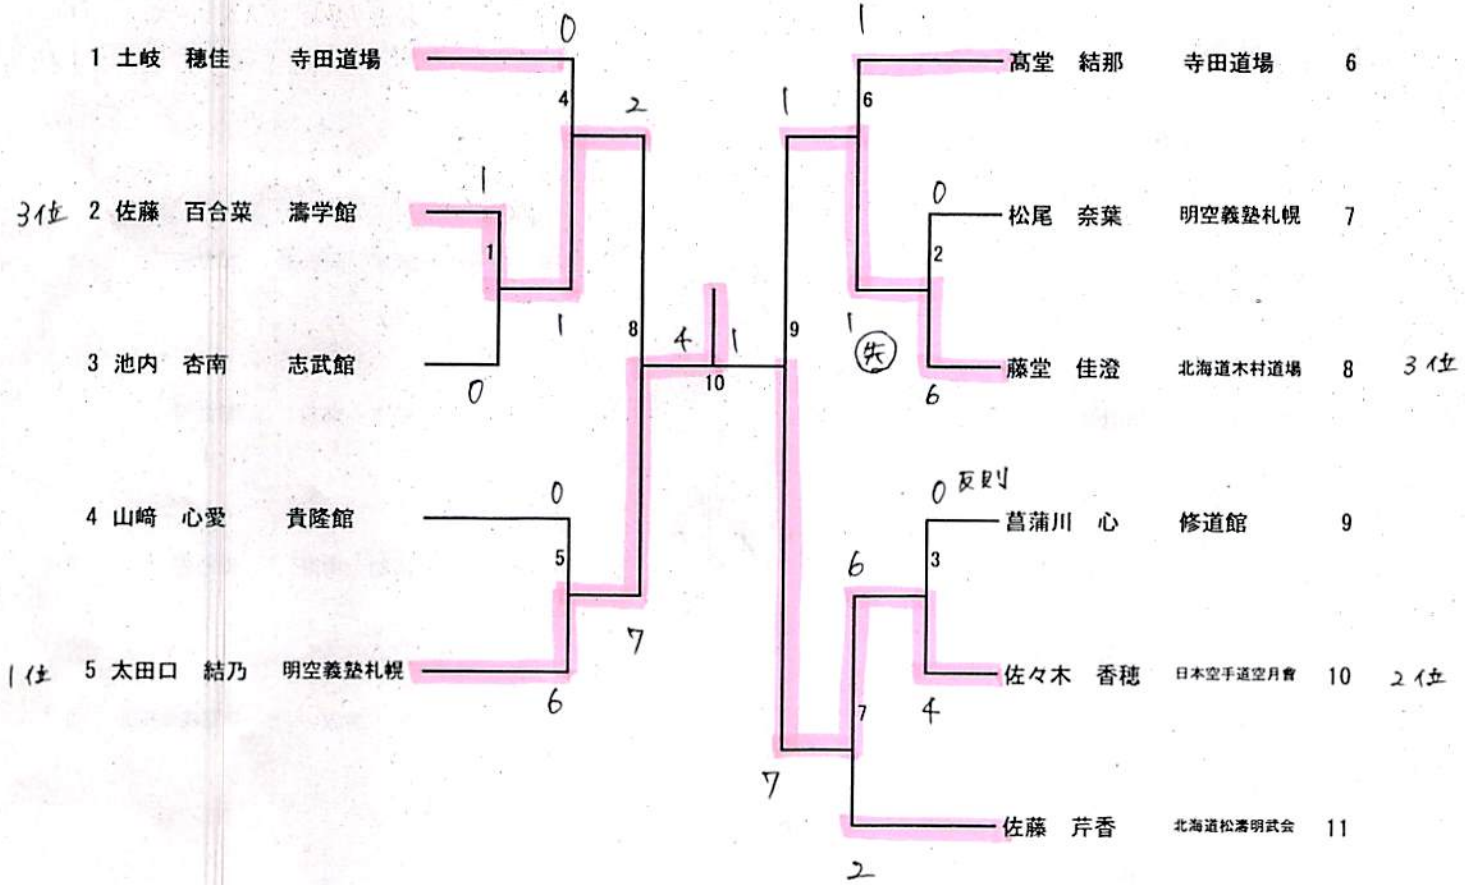 0
1 土岐 穂佳 寺田道場
4
2
1
3位 2 佐藤 百合菜 濤学館
1
1
3 池内 杏南 志武館
0
8
4 1
10
0
4 山﨑 心愛 貴隆館
5
7
1位 5 太田口 結乃 明空義塾札幌
6
1
髙堂 結那 寺田道場 6
6
1
0
松尾 奈葉 明空義塾札幌 7
2
9
1
失
藤堂 佳澄 北海道木村道場 8 3位
6
0 反則
菖蒲川 心 修道館 9
3
6
佐々木 香穂 日本空手道空月會 10 2位
4
7
7
佐藤 芹香 北海道松濤明武会 11
2